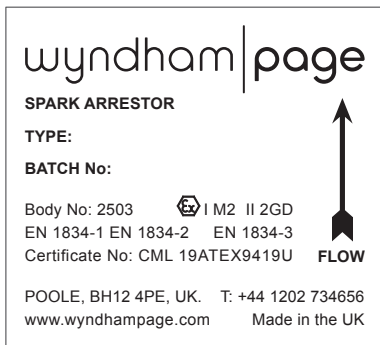 wyndham|page
SPARK ARRESTOR
TYPE:
BATCH No:
Body No: 2503 Ex I M2 II 2GD
EN 1834-1 EN 1834-2 EN 1834-3
Certificate No: CML 19ATEX9419U FLOW
POOLE, BH12 4PE, UK. T: +44 1202 734656
www.wyndhampage.com Made in the UK